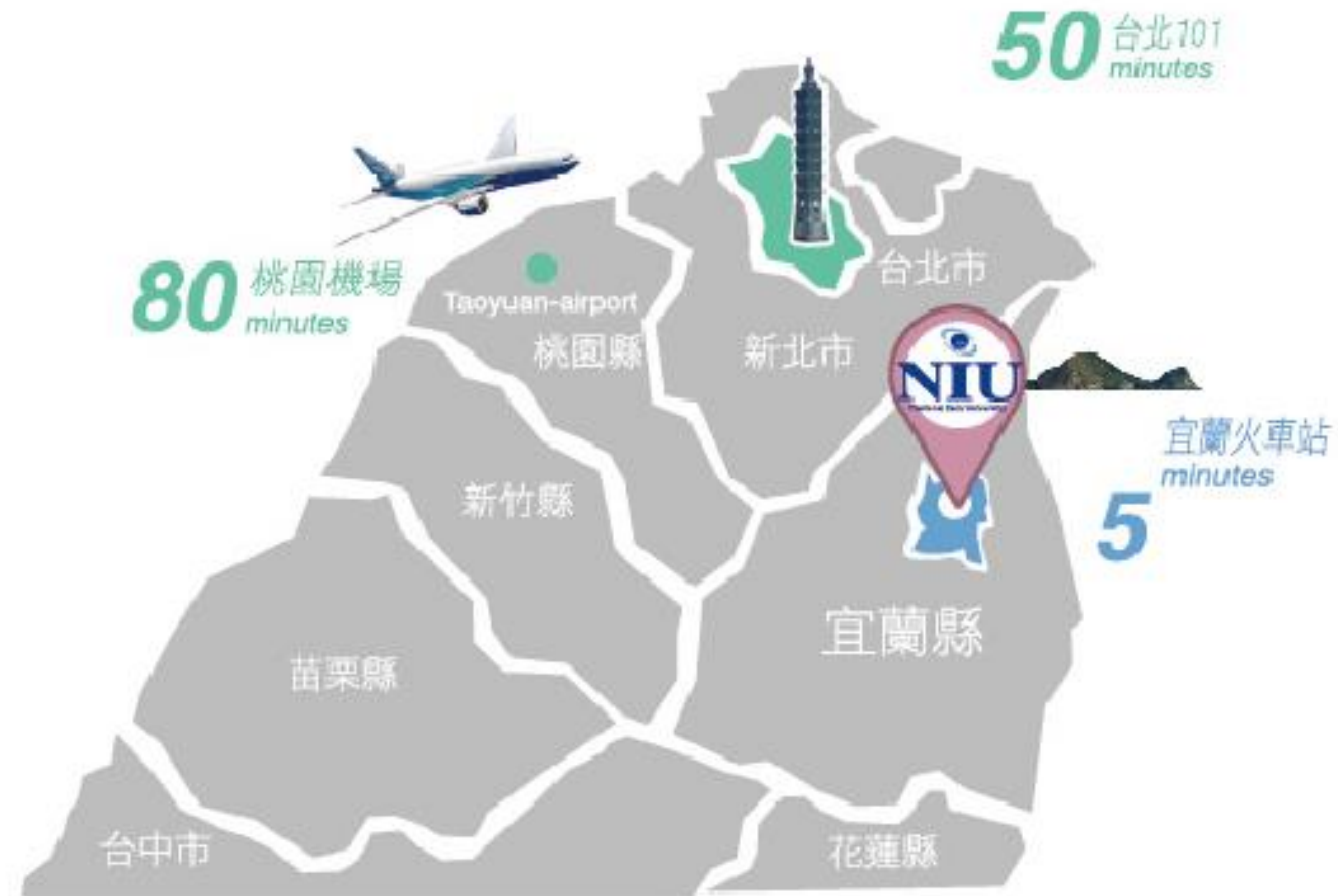 50 台北101
minutes
80 桃園機場
minutes
Taoyuan-airport
桃園縣
台北市
新北市
NIU
宜蘭火車站
minutes
5
新竹縣
宜蘭縣
苗栗縣
台中市
花蓮縣